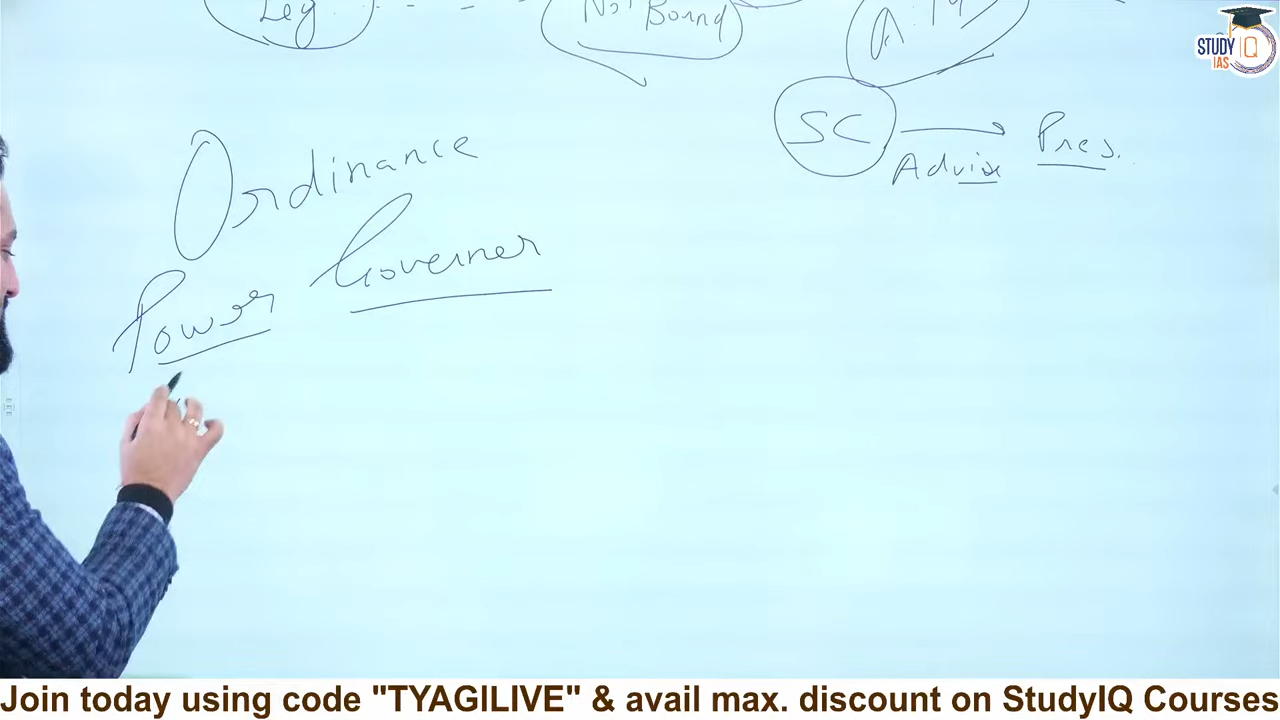 Leg
Not Bound
STUDY IQ
IAS
SC
Advise
Pres.
Ordinance
Power Governer
Join today using code "TYAGILIVE" & avail max. discount on StudyIQ Courses